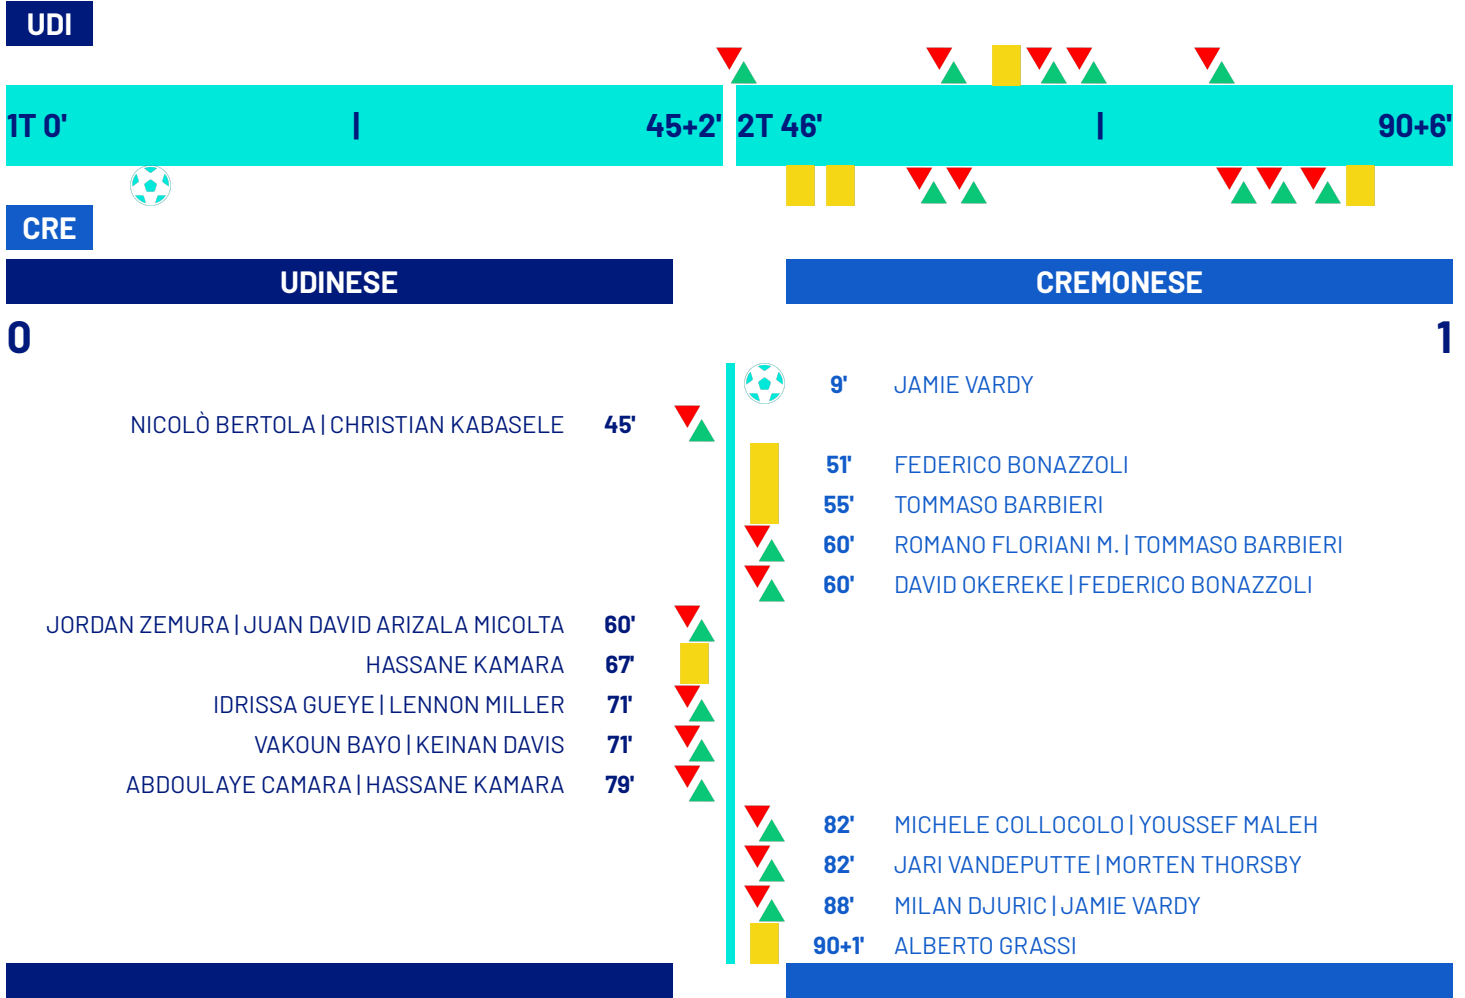 UDI
1T 0' | 45+2' 2T 46' | 90+6'
CRE
UDINESE CREMONESE
0 1
9' JAMIE VARDY
NICOLÒ BERTOLA | CHRISTIAN KABASELE 45'
51' FEDERICO BONAZZOLI
55' TOMMASO BARBIERI
60' ROMANO FLORIANI M. | TOMMASO BARBIERI
60' DAVID OKEREKE | FEDERICO BONAZZOLI
JORDAN ZEMURA | JUAN DAVID ARIZALA MICOLTA 60'
HASSANE KAMARA 67'
IDRISSA GUEYE | LENNON MILLER 71'
VAKOUN BAYO | KEINAN DAVIS 71'
ABDOULAYE CAMARA | HASSANE KAMARA 79'
82' MICHELE COLLOCOLO | YOUSSEF MALEH
82' JARI VANDEPUTTE | MORTEN THORSBY
88' MILAN DJURIC | JAMIE VARDY
90+1' ALBERTO GRASSI